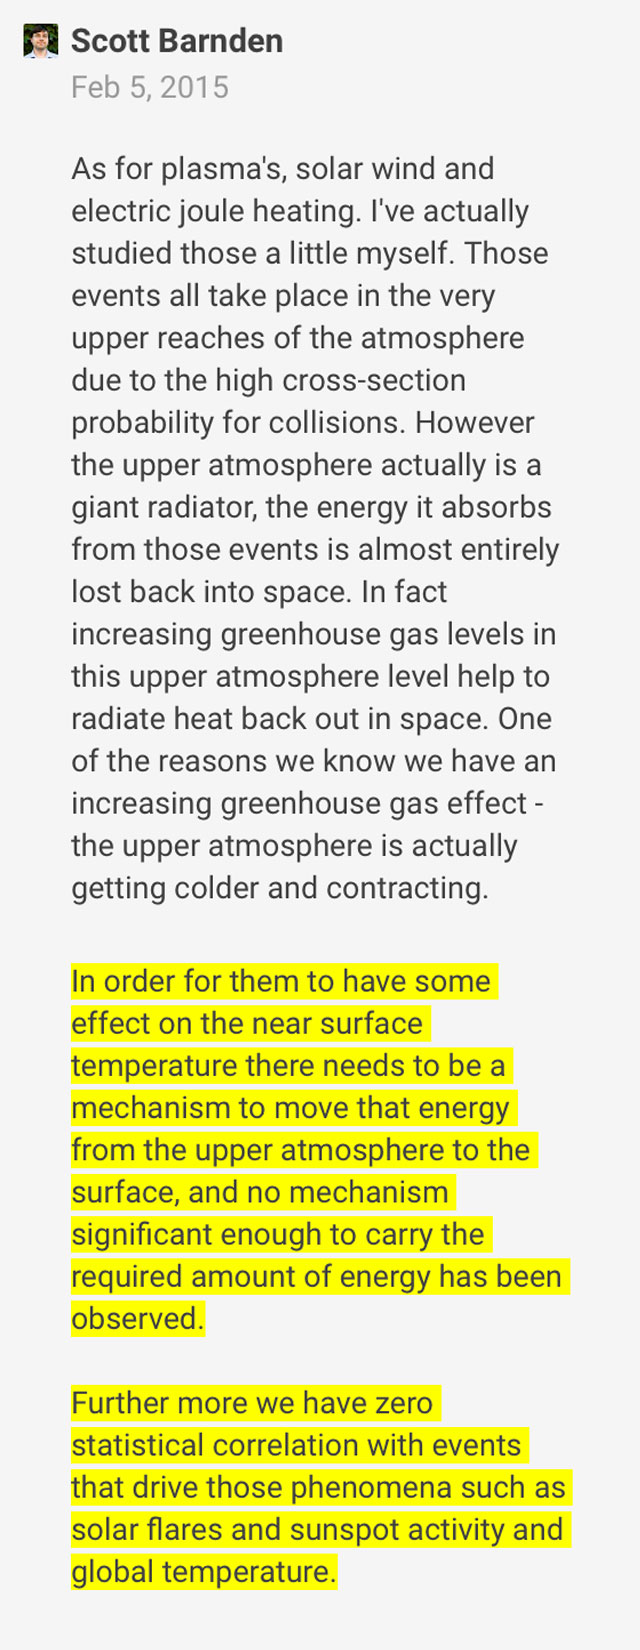 Scott Barnden
Feb 5, 2015
As for plasma's, solar wind and
electric joule heating. I've actually
studied those a little myself. Those
events all take place in the very
upper reaches of the atmosphere
due to the high cross-section
probability for collisions. However
the upper atmosphere actually is a
giant radiator, the energy it absorbs
from those events is almost entirely
lost back into space. In fact
increasing greenhouse gas levels in
this upper atmosphere level help to
radiate heat back out in space. One
of the reasons we know we have an
increasing greenhouse gas effect -
the upper atmosphere is actually
getting colder and contracting.
In order for them to have some
effect on the near surface
temperature there needs to be a
mechanism to move that energy
from the upper atmosphere to the
surface, and no mechanism
significant enough to carry the
required amount of energy has been
observed.
Further more we have zero
statistical correlation with events
that drive those phenomena such as
solar flares and sunspot activity and
global temperature.